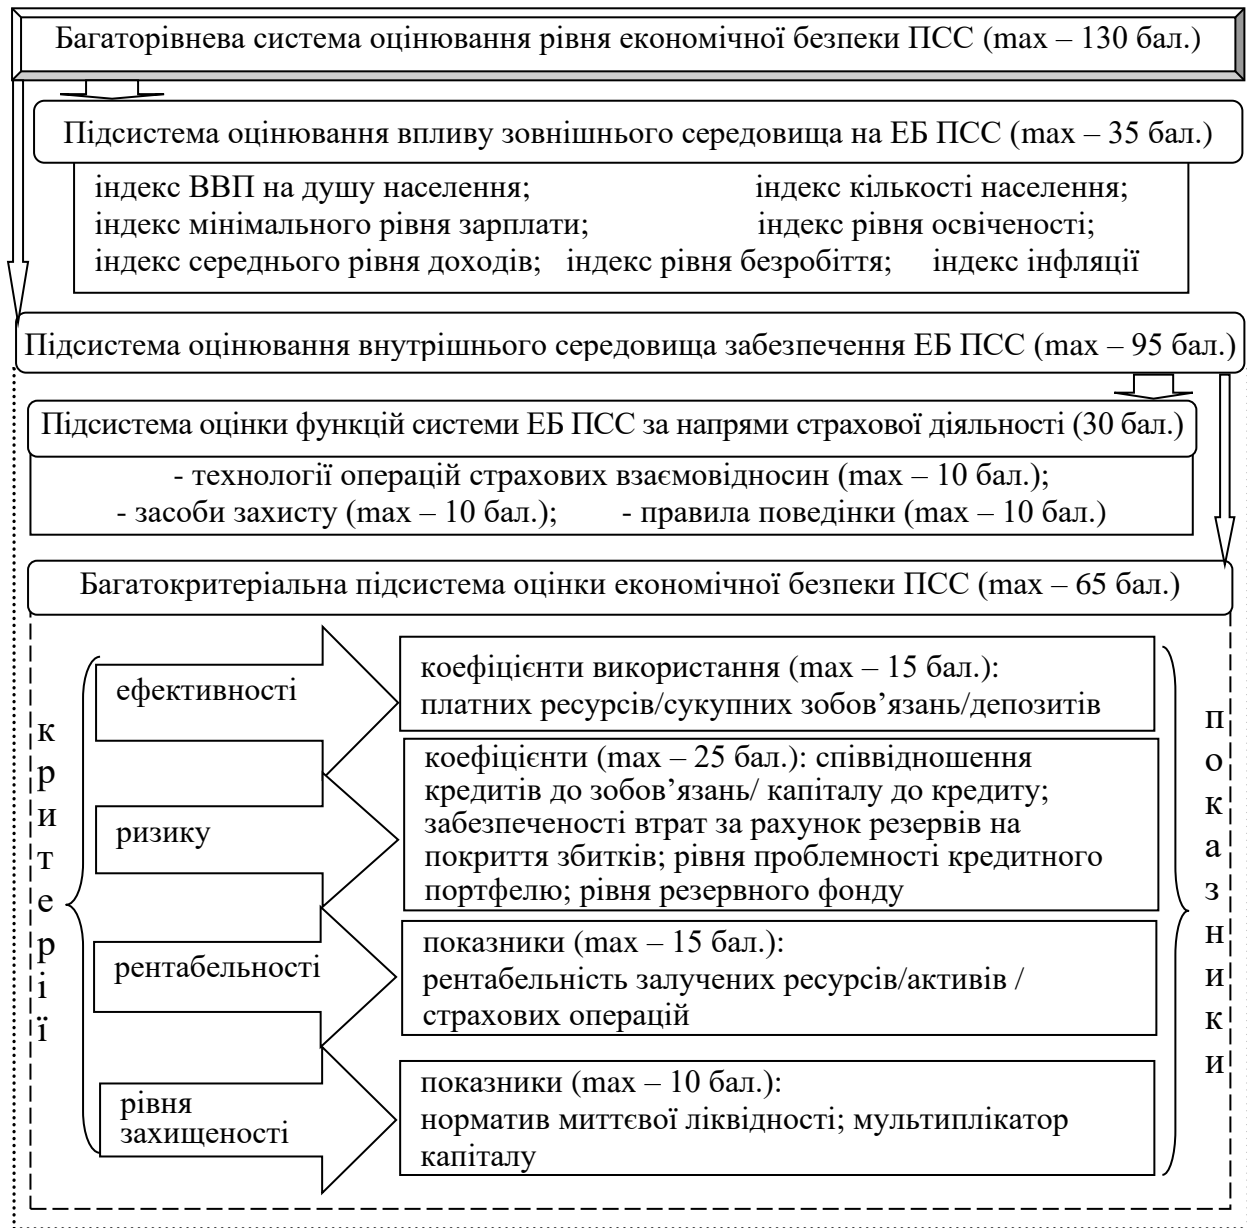 Багаторівнева система оцінювання рівня економічної безпеки ПСС (max – 130 бал.)
Підсистема оцінювання впливу зовнішнього середовища на ЕБ ПСС (max – 35 бал.)
індекс ВВП на душу населення; індекс кількості населення;
індекс мінімального рівня зарплати; індекс рівня освіченості;
індекс середнього рівня доходів; індекс рівня безробіття; індекс інфляції
Підсистема оцінювання внутрішнього середовища забезпечення ЕБ ПСС (max – 95 бал.)
Підсистема оцінки функцій системи ЕБ ПСС за напрями страхової діяльності (30 бал.)
- технології операцій страхових взаємовідносин (max – 10 бал.);
- засоби захисту (max – 10 бал.); - правила поведінки (max – 10 бал.)
Багатокритеріальна підсистема оцінки економічної безпеки ПСС (max – 65 бал.)
критерії
ефективності
коефіцієнти використання (max – 15 бал.):
платних ресурсів/сукупних зобов’язань/депозитів
ризику
коефіцієнти (max – 25 бал.): співвідношення
кредитів до зобов’язань/ капіталу до кредиту;
забезпеченості втрат за рахунок резервів на
покриття збитків; рівня проблемності кредитного
портфелю; рівня резервного фонду
рентабельності
показники (max – 15 бал.):
рентабельність залучених ресурсів/активів /
страхових операцій
рівня
захищеності
показники (max – 10 бал.):
норматив миттєвої ліквідності; мультиплікатор
капіталу
показники